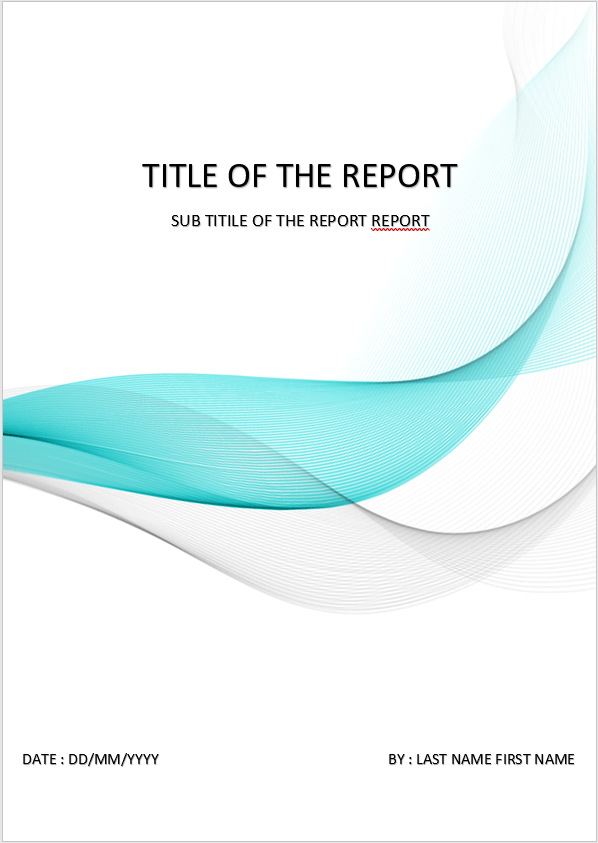 TITLE OF THE REPORT
SUB TITILE OF THE REPORT REPORT
DATE : DD/MM/YYYY
BY : LAST NAME FIRST NAME